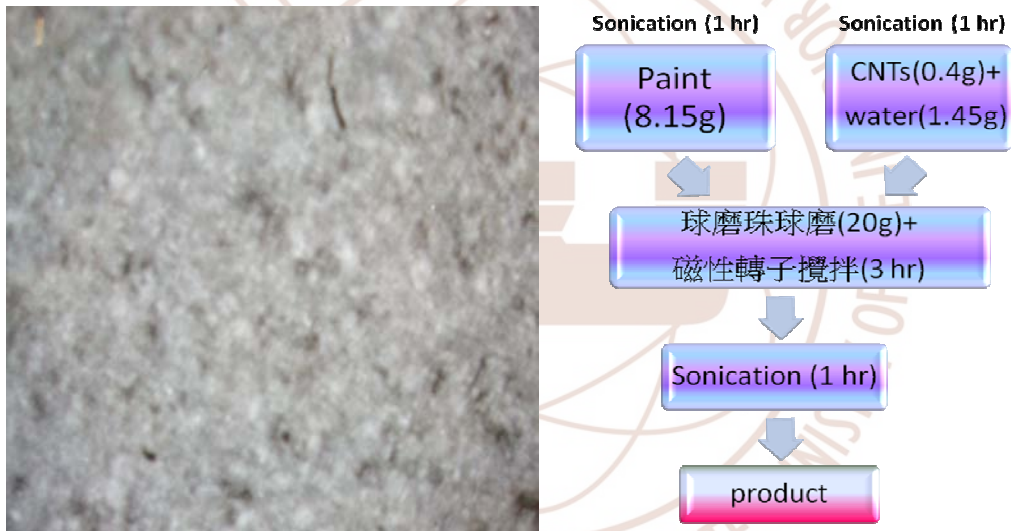 Sonication (1 hr)
Sonication (1 hr)
Paint
(8.15g)
CNTs(0.4g)+
water(1.45g)
球磨珠球磨(20g)+
磁性轉子攪拌(3 hr)
Sonication (1 hr)
product